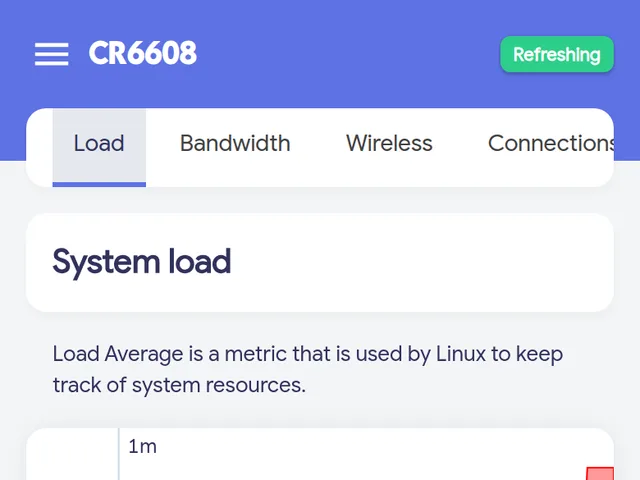 CR6608
Refreshing
Load
Bandwidth
Wireless
Connections
System load
Load Average is a metric that is used by Linux to keep
track of system resources.
1m